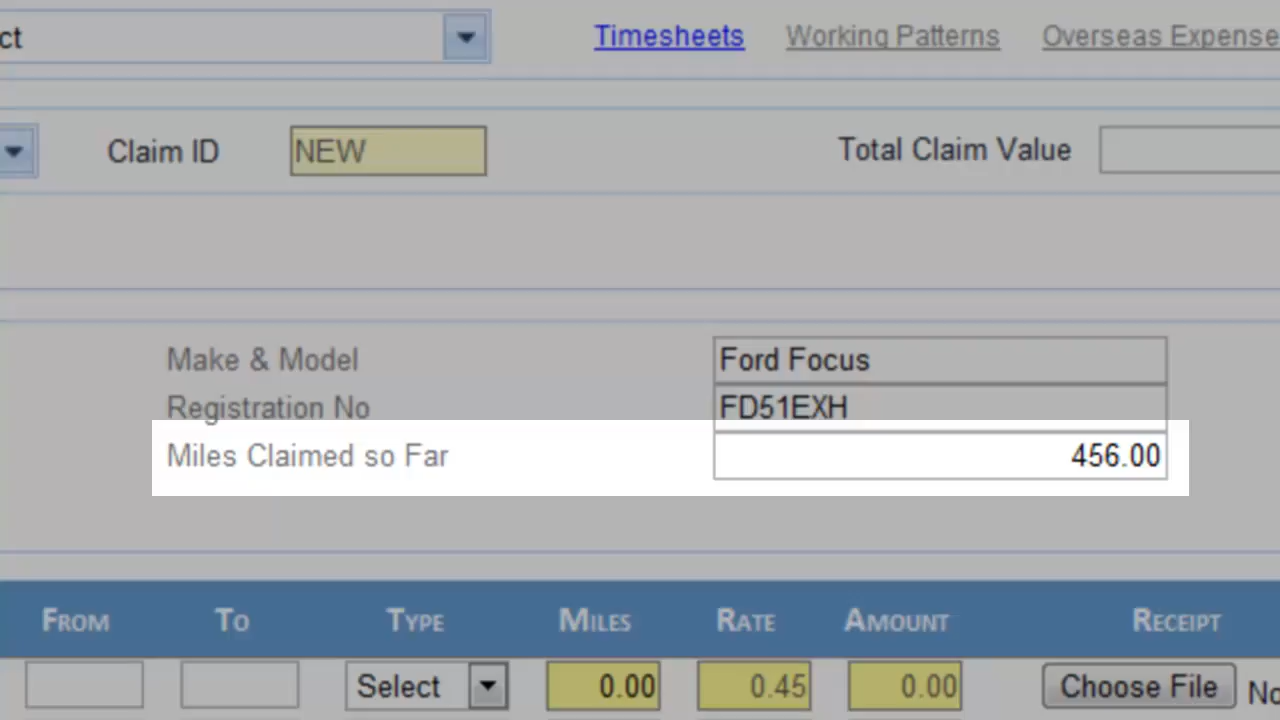 ct Timesheets Working Patterns Overseas Expense
Claim ID NEW Total Claim Value
Make & Model Ford Focus
Registration No FD51EXH
Miles Claimed so Far 456.00
FROM TO TYPE MILES RATE AMOUNT RECEIPT
Select 0.00 0.45 0.00 Choose File No